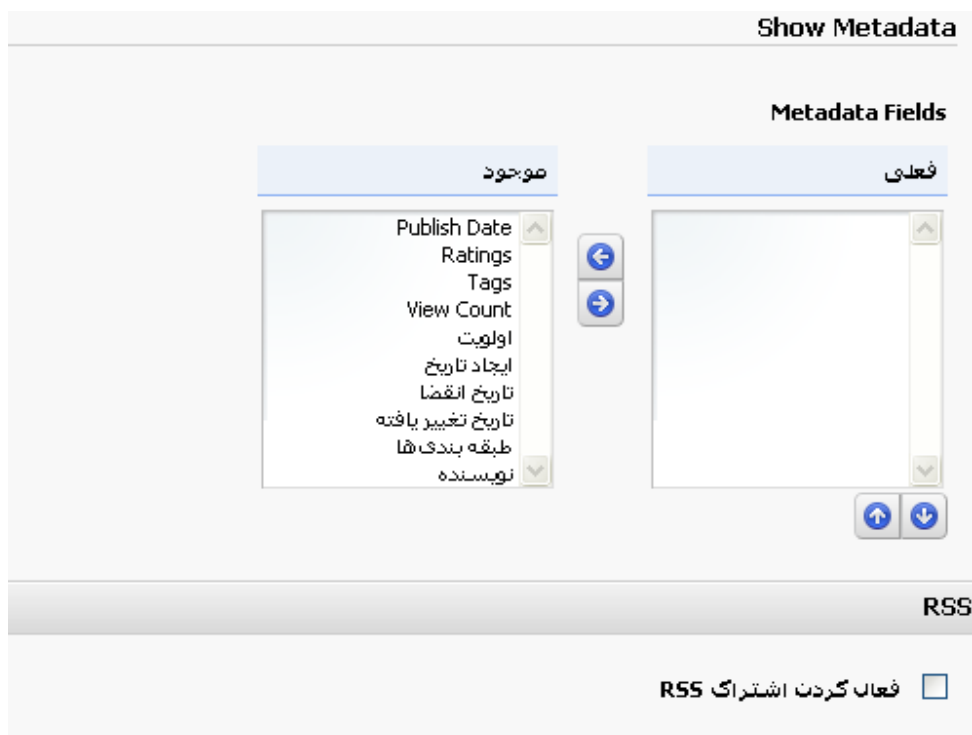 Show Metadata
Metadata Fields
فعلی
موجود
Publish Date
Ratings
Tags
View Count
اولویت
ایجاد تاریخ
تاریخ انقضا
تاریخ تغییر یافته
طبقه بندی‌ها
نویسنده
RSS
فعال کردن اشتراک RSS